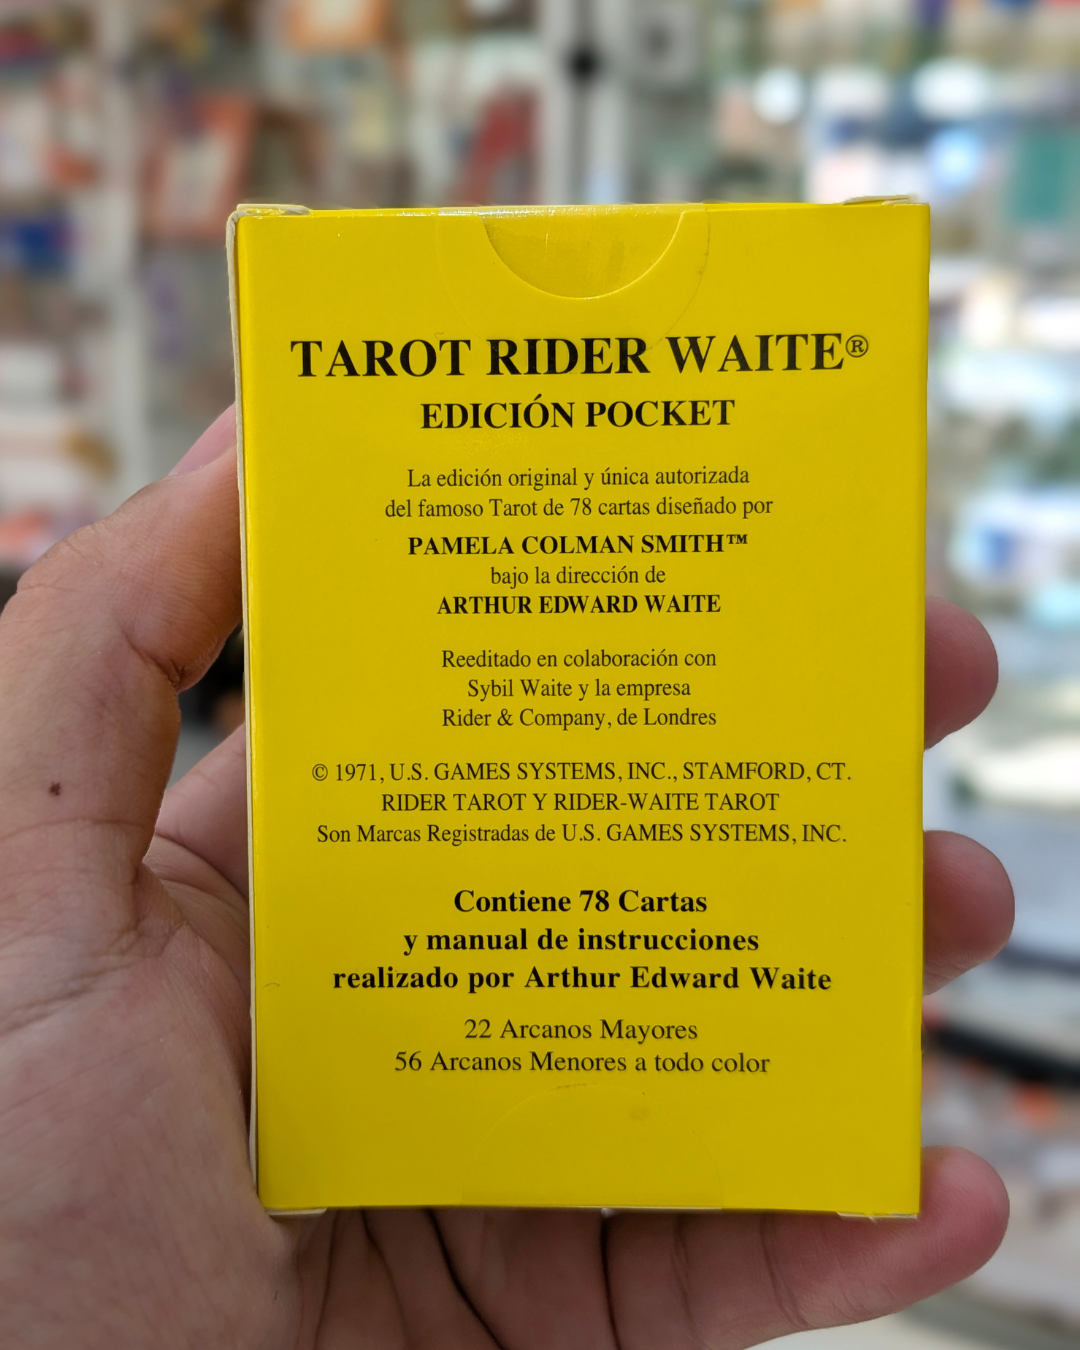 TAROT RIDER WAITE®
EDICIÓN POCKET
La edición original y única autorizada
del famoso Tarot de 78 cartas diseñado por
PAMELA COLMAN SMITH™
bajo la dirección de
ARTHUR EDWARD WAITE
Reeditado en colaboración con
Sybil Waite y la empresa
Rider & Company, de Londres
© 1971, U.S. GAMES SYSTEMS, INC., STAMFORD, CT.
RIDER TAROT Y RIDER-WAITE TAROT
Son Marcas Registradas de U.S. GAMES SYSTEMS, INC.
Contiene 78 Cartas
y manual de instrucciones
realizado por Arthur Edward Waite
22 Arcanos Mayores
56 Arcanos Menores a todo color